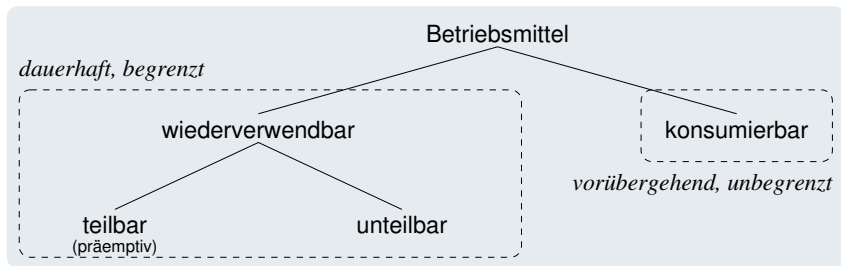 Betriebsmittel
dauerhaft, begrenzt
wiederverwendbar
konsumierbar
vorübergehend, unbegrenzt
teilbar
unteilbar
(präemptiv)